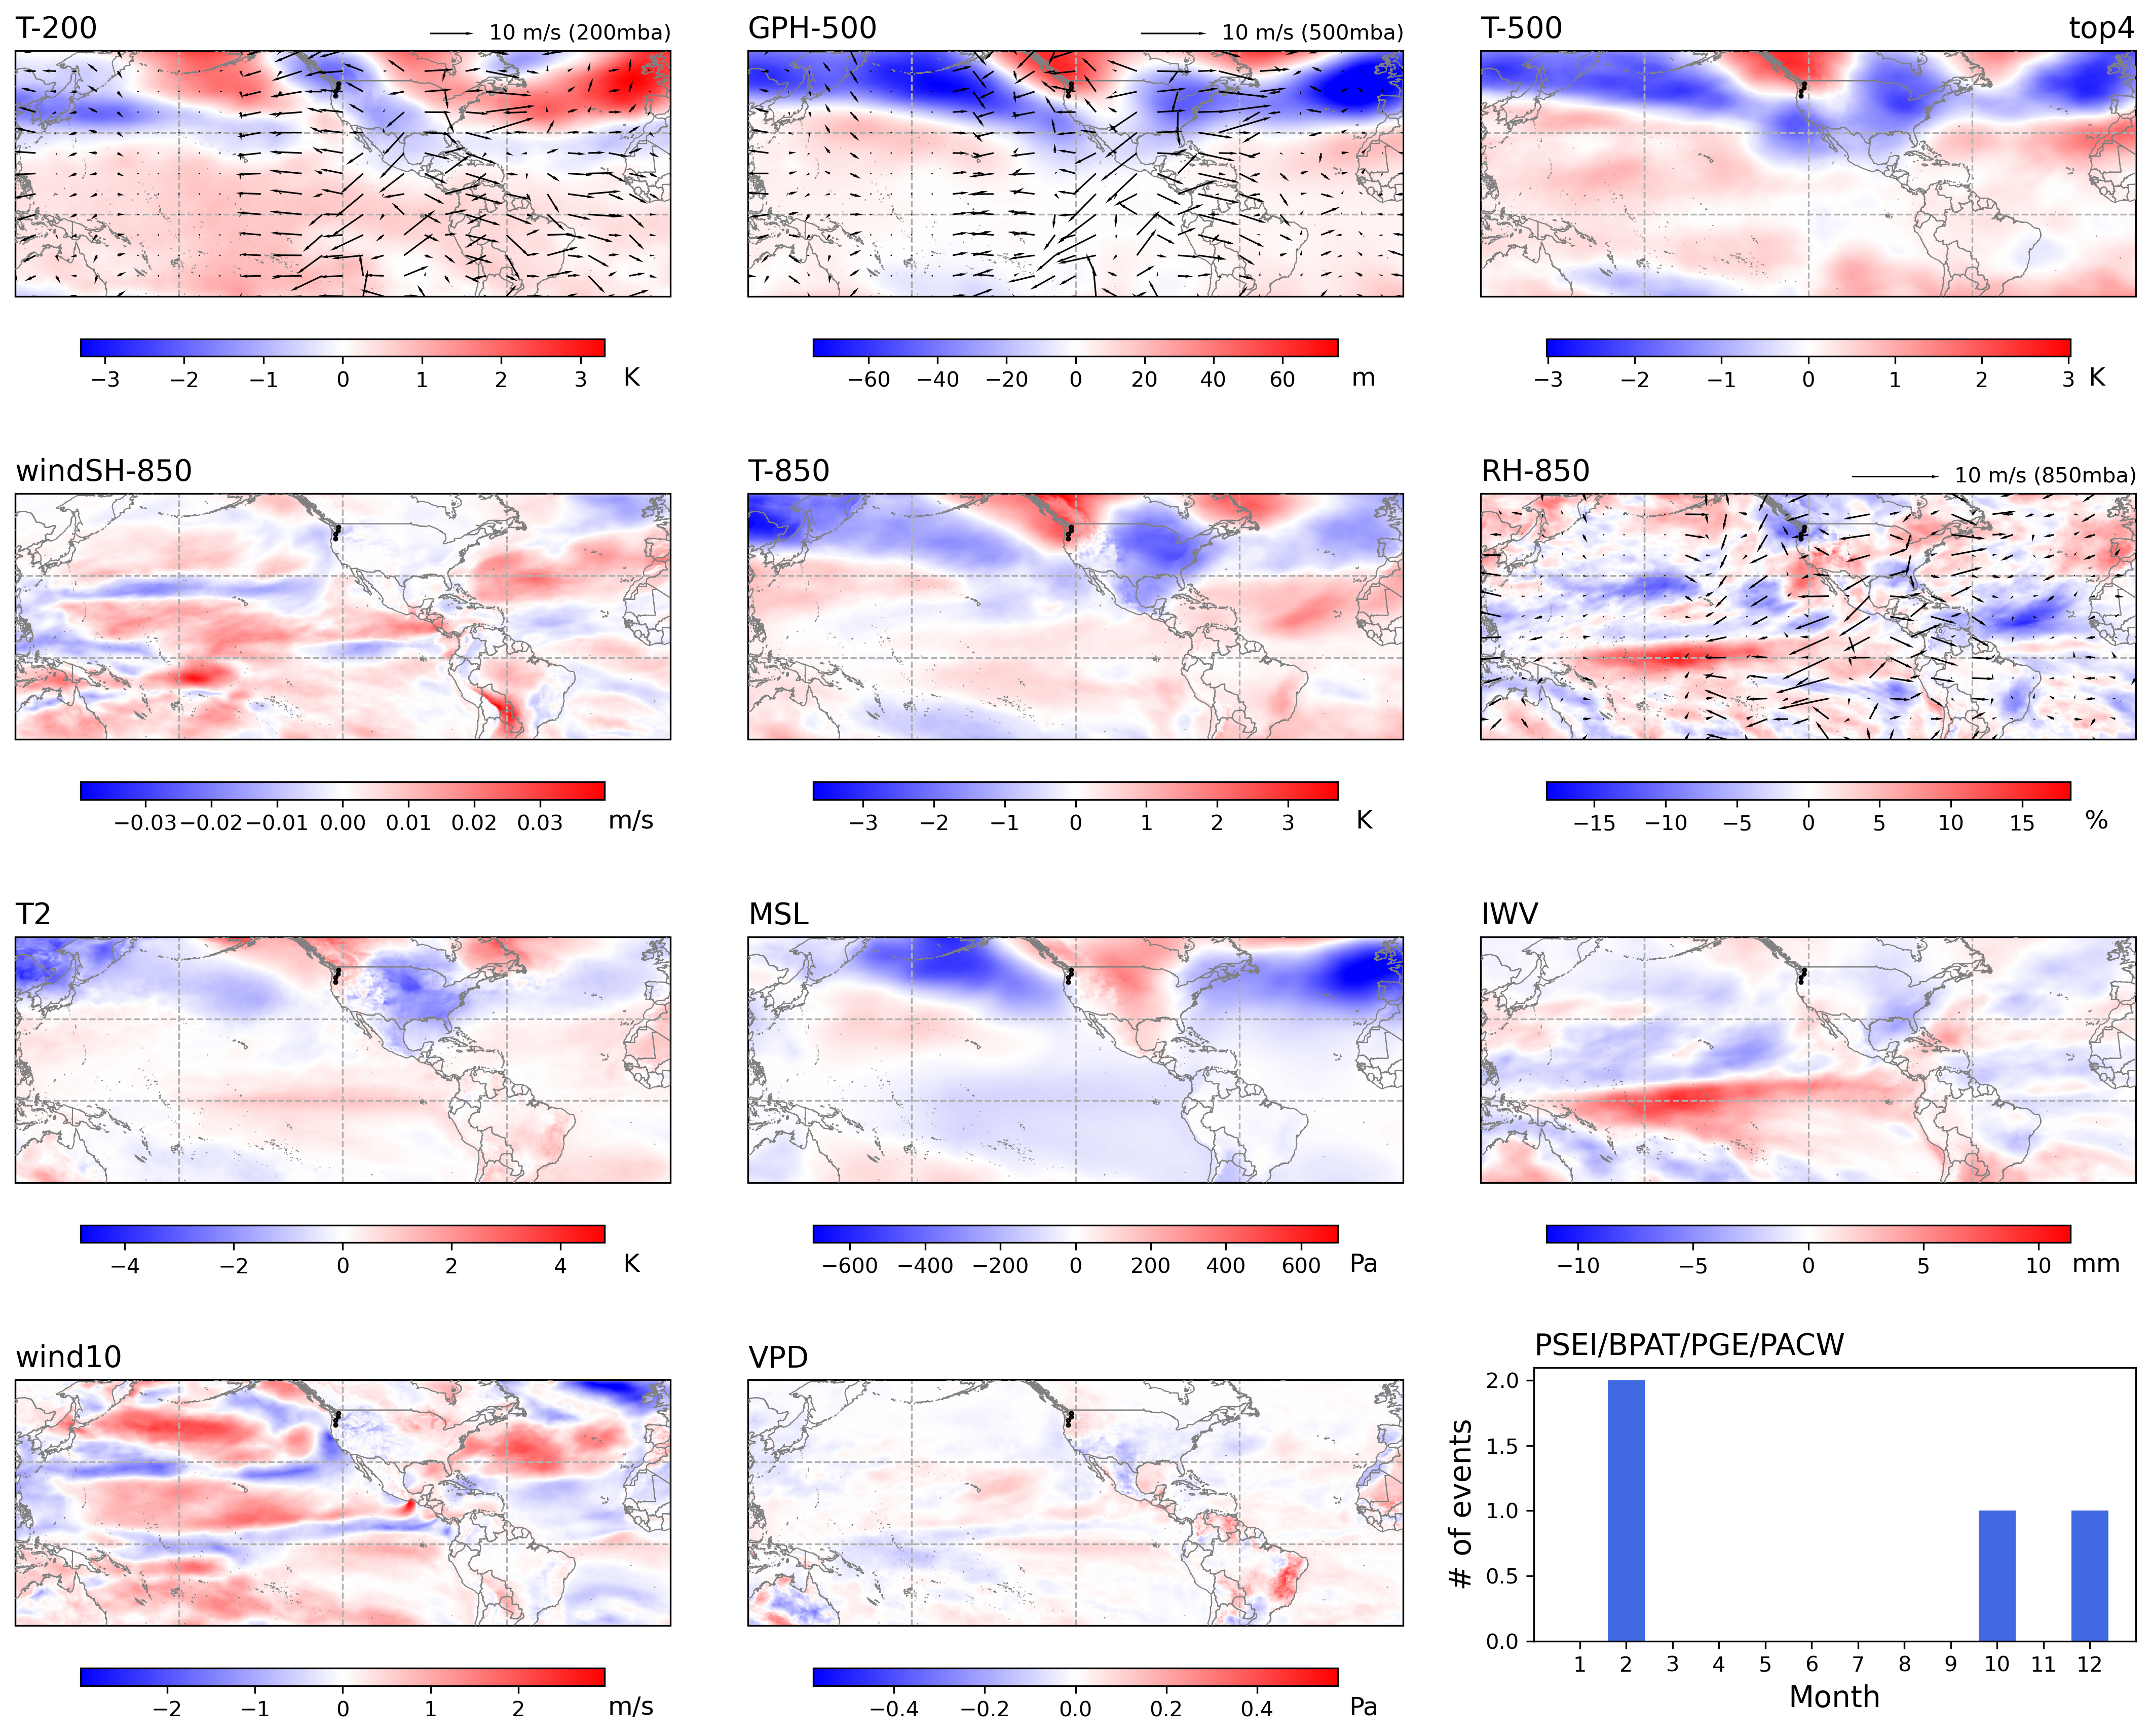 T-200
10 m/s (200mba)
GPH-500
10 m/s (500mba)
T-500
top4
−3 −2 −1 0 1 2 3 K
−60 −40 −20 0 20 40 60 m
−3 −2 −1 0 1 2 3 K
windSH-850
T-850
RH-850
10 m/s (850mba)
−0.03 −0.02 −0.01 0.00 0.01 0.02 0.03 m/s
−3 −2 −1 0 1 2 3 K
−15 −10 −5 0 5 10 15 %
T2
MSL
IWV
−4 −2 0 2 4 K
−600 −400 −200 0 200 400 600 Pa
−10 −5 0 5 10 mm
wind10
VPD
PSEI/BPAT/PGE/PACW
2.0
1.5
1.0
0.5
0.0
# of events
1 2 3 4 5 6 7 8 9 10 11 12
Month
−2 −1 0 1 2 m/s
−0.4 −0.2 0.0 0.2 0.4 Pa